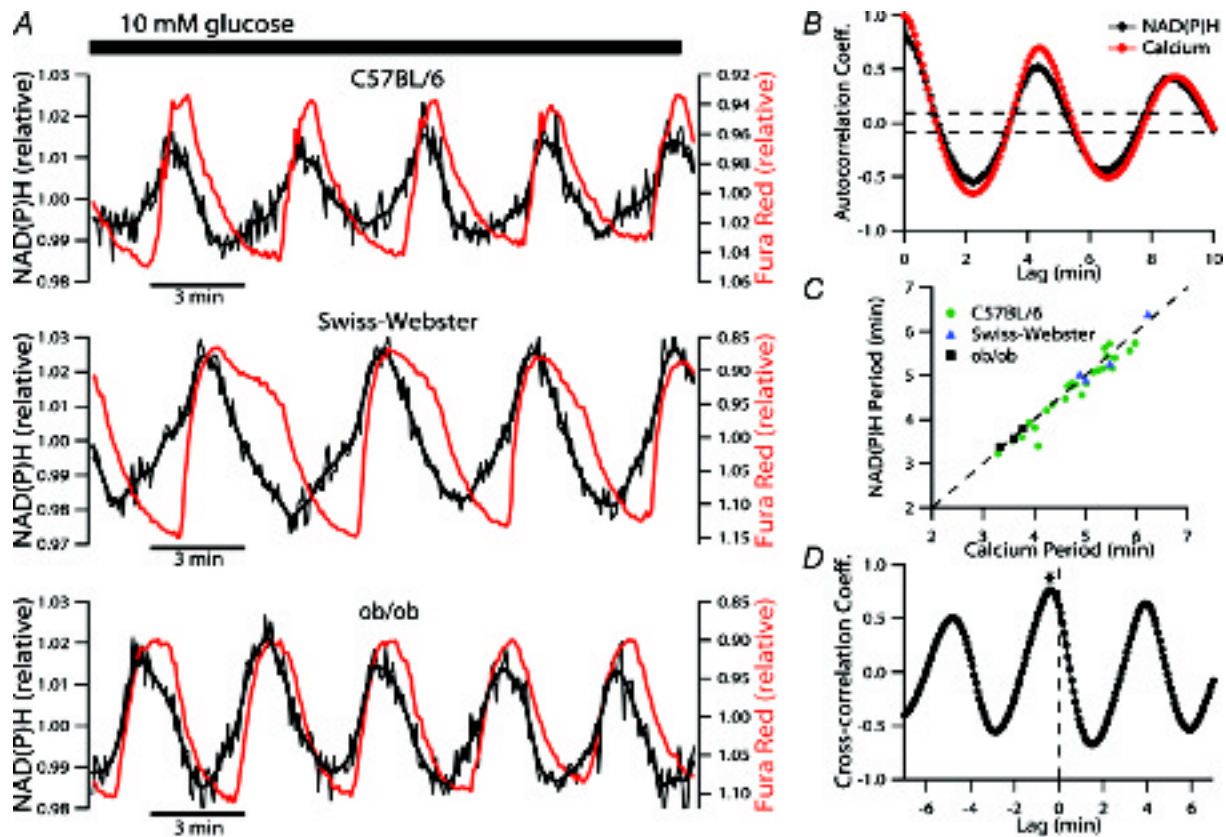 A
10 mM glucose
C57BL/6
NAD(P)H (relative)
1.03
1.02
1.01
1.00
0.99
0.98
0.92
0.94
0.96
0.98
1.00
1.02
1.04
1.06
Fura Red (relative)
3 min
Swiss-Webster
NAD(P)H (relative)
1.03
1.02
1.01
1.00
0.99
0.98
0.97
0.85
0.90
0.95
1.00
1.05
1.10
1.15
Fura Red (relative)
3 min
ob/ob
NAD(P)H (relative)
1.03
1.02
1.01
1.00
0.99
0.98
0.85
0.90
0.95
1.00
1.05
1.10
Fura Red (relative)
3 min
B
NAD(P)H
Calcium
Autocorrelation Coeff.
1.0
0.5
0.0
-0.5
-1.0
0 2 4 6 8 10
Lag (min)
C
C57BL/6
Swiss-Webster
ob/ob
NAD(P)H Period (min)
7
6
5
4
3
2
2 3 4 5 6 7
Calcium Period (min)
D
*
Cross-correlation Coeff.
1.0
0.5
0.0
-0.5
-1.0
-6 -4 -2 0 2 4 6
Lag (min)